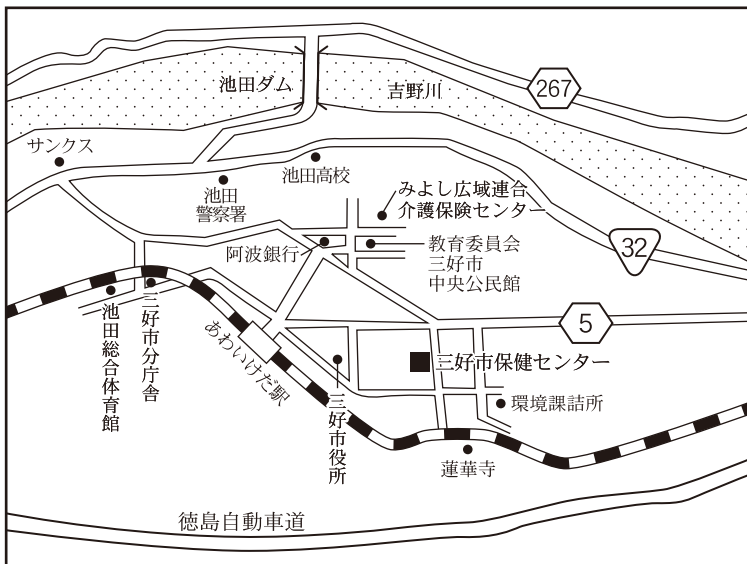 池田ダム
吉野川
267
サンクス
池田高校
池田
警察署
みよし広域連合
介護保険センター
阿波銀行
教育委員会
三好市
中央公民館
32
三好市分庁舎
池田総合体育館
あわいけだ駅
5
三好市保健センター
三好市役所
環境課詰所
蓮華寺
徳島自動車道